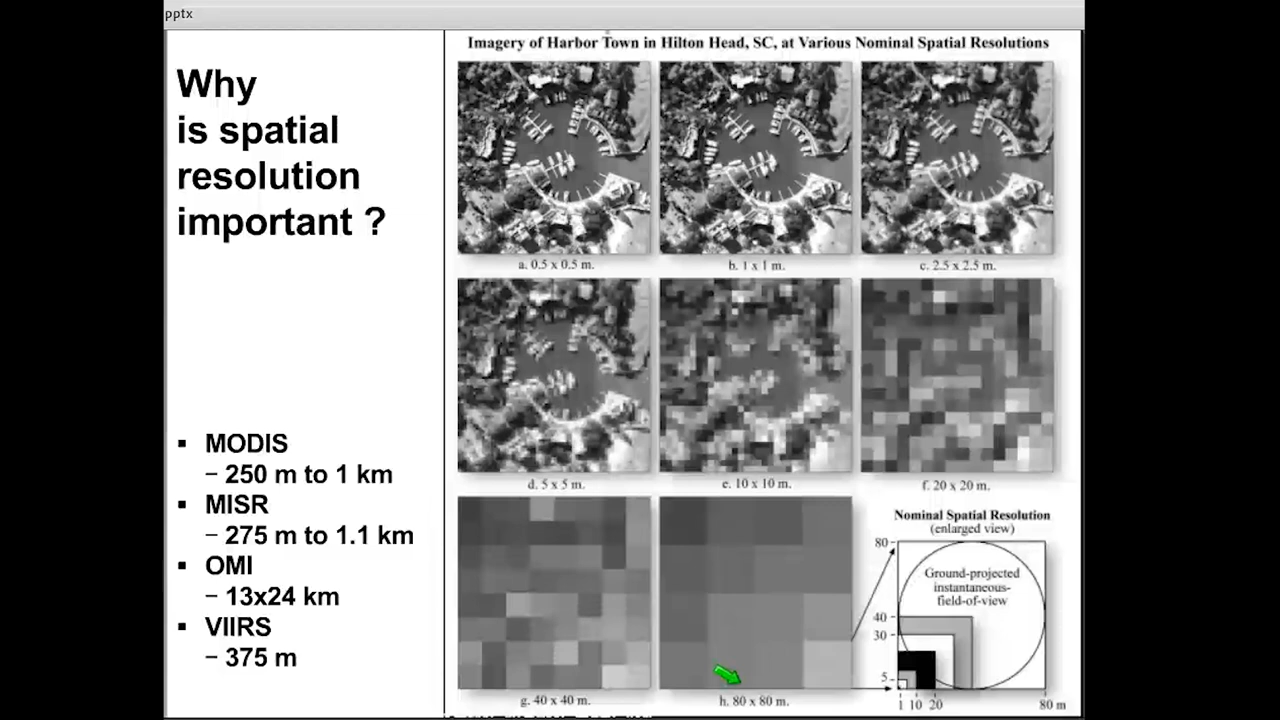 pptx
Why
is spatial
resolution
important ?
▪ MODIS
– 250 m to 1 km
▪ MISR
– 275 m to 1.1 km
▪ OMI
– 13x24 km
▪ VIIRS
– 375 m
Imagery of Harbor Town in Hilton Head, SC, at Various Nominal Spatial Resolutions
a. 0.5 x 0.5 m. b. 1 x 1 m. c. 2.5 x 2.5 m.
d. 5 x 5 m. e. 10 x 10 m. f. 20 x 20 m.
g. 40 x 40 m. h. 80 x 80 m.
Nominal Spatial Resolution
(enlarged view)
80
Ground-projected
instantaneous-
field-of-view
40
30
5
1 10 20 80 m